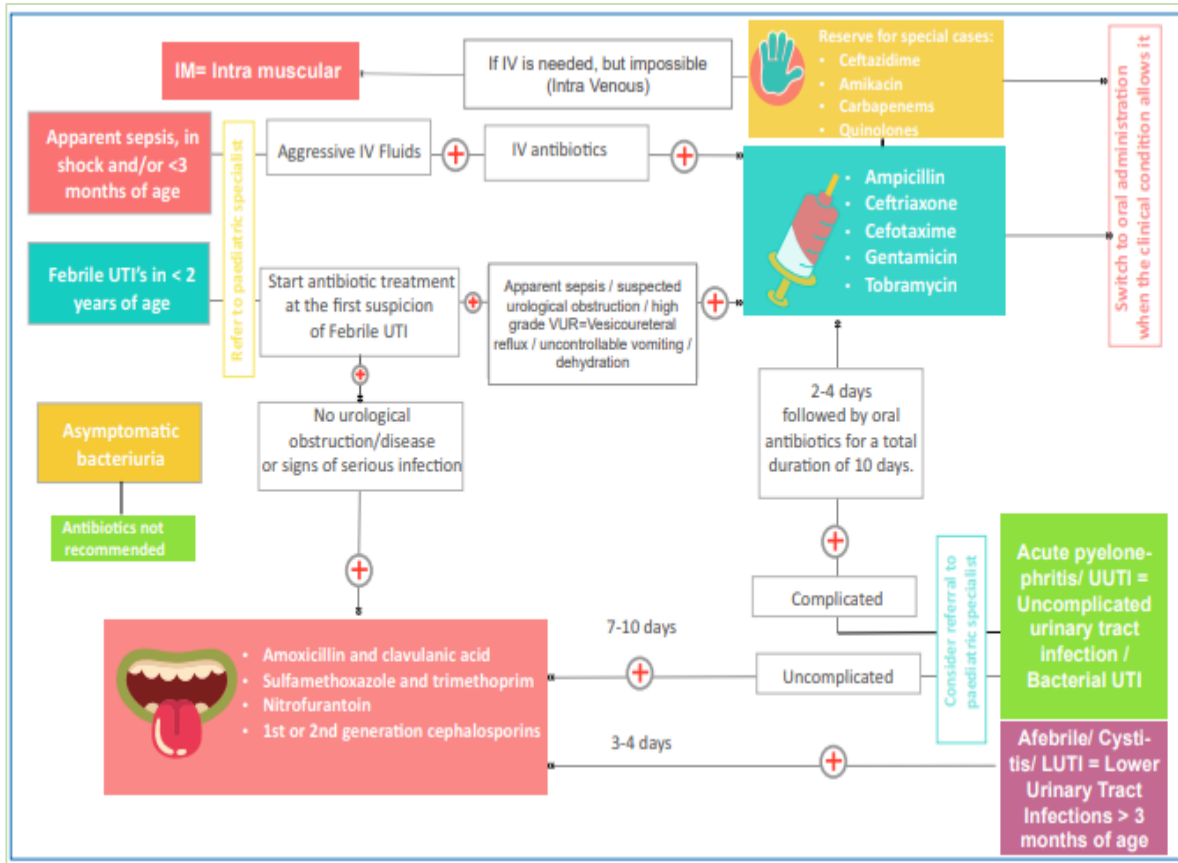 IM= Intra muscular
If IV is needed, but impossible
(Intra Venous)
Reserve for special cases:
• Ceftazidime
• Amikacin
• Carbapenems
• Quinolones
Switch to oral administration
when the clinical condition allows it
Apparent sepsis, in
shock and/or <3
months of age
Refer to paediatric specialist
Aggressive IV Fluids
IV antibiotics
• Ampicillin
• Ceftriaxone
• Cefotaxime
• Gentamicin
• Tobramycin
Febrile UTI's in < 2
years of age
Start antibiotic treatment
at the first suspicion
of Febrile UTI
Apparent sepsis / suspected
urological obstruction / high
grade VUR=Vesicoureteral
reflux / uncontrollable vomiting /
dehydration
No urological
obstruction/disease
or signs of serious infection
2-4 days
followed by oral
antibiotics for a total
duration of 10 days.
Asymptomatic
bacteriuria
Antibiotics not
recommended
Complicated
Consider referral to
paediatric specialist
Acute pyelone-
phritis/ UUTI =
Uncomplicated
urinary tract
infection /
Bacterial UTI
7-10 days
Uncomplicated
• Amoxicillin and clavulanic acid
• Sulfamethoxazole and trimethoprim
• Nitrofurantoin
• 1st or 2nd generation cephalosporins
3-4 days
Afebrile/ Cysti-
tis/ LUTI = Lower
Urinary Tract
Infections > 3
months of age